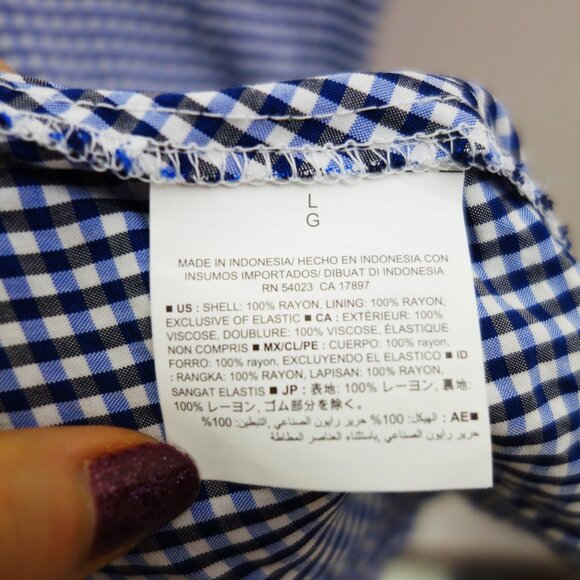 L
G
MADE IN INDONESIA/ HECHO EN INDONESIA CON
INSUMOS IMPORTADOS/ DIBUAT DI INDONESIA
RN 54023 CA 17897
■ US : SHELL: 100% RAYON, LINING: 100% RAYON,
EXCLUSIVE OF ELASTIC ■ CA : EXTÉRIEUR: 100%
VISCOSE, DOUBLURE: 100% VISCOSE, ÉLASTIQUE
NON COMPRIS ■ MX/CL/PE : CUERPO: 100% rayon,
FORRO: 100% rayon, EXCLUYENDO EL ELASTICO ■ ID
: RANGKA: 100% RAYON, LAPISAN: 100% RAYON,
SANGAT ELASTIS ■ JP : 表地: 100% レーヨン, 裏地:
100% レーヨン, ゴム部分を除く。
■ AE: الهيكل: 100% حرير رايون الصناعي, التبطين: 100%
حرير رايون الصناعي, باستثناء العناصر المطاطة